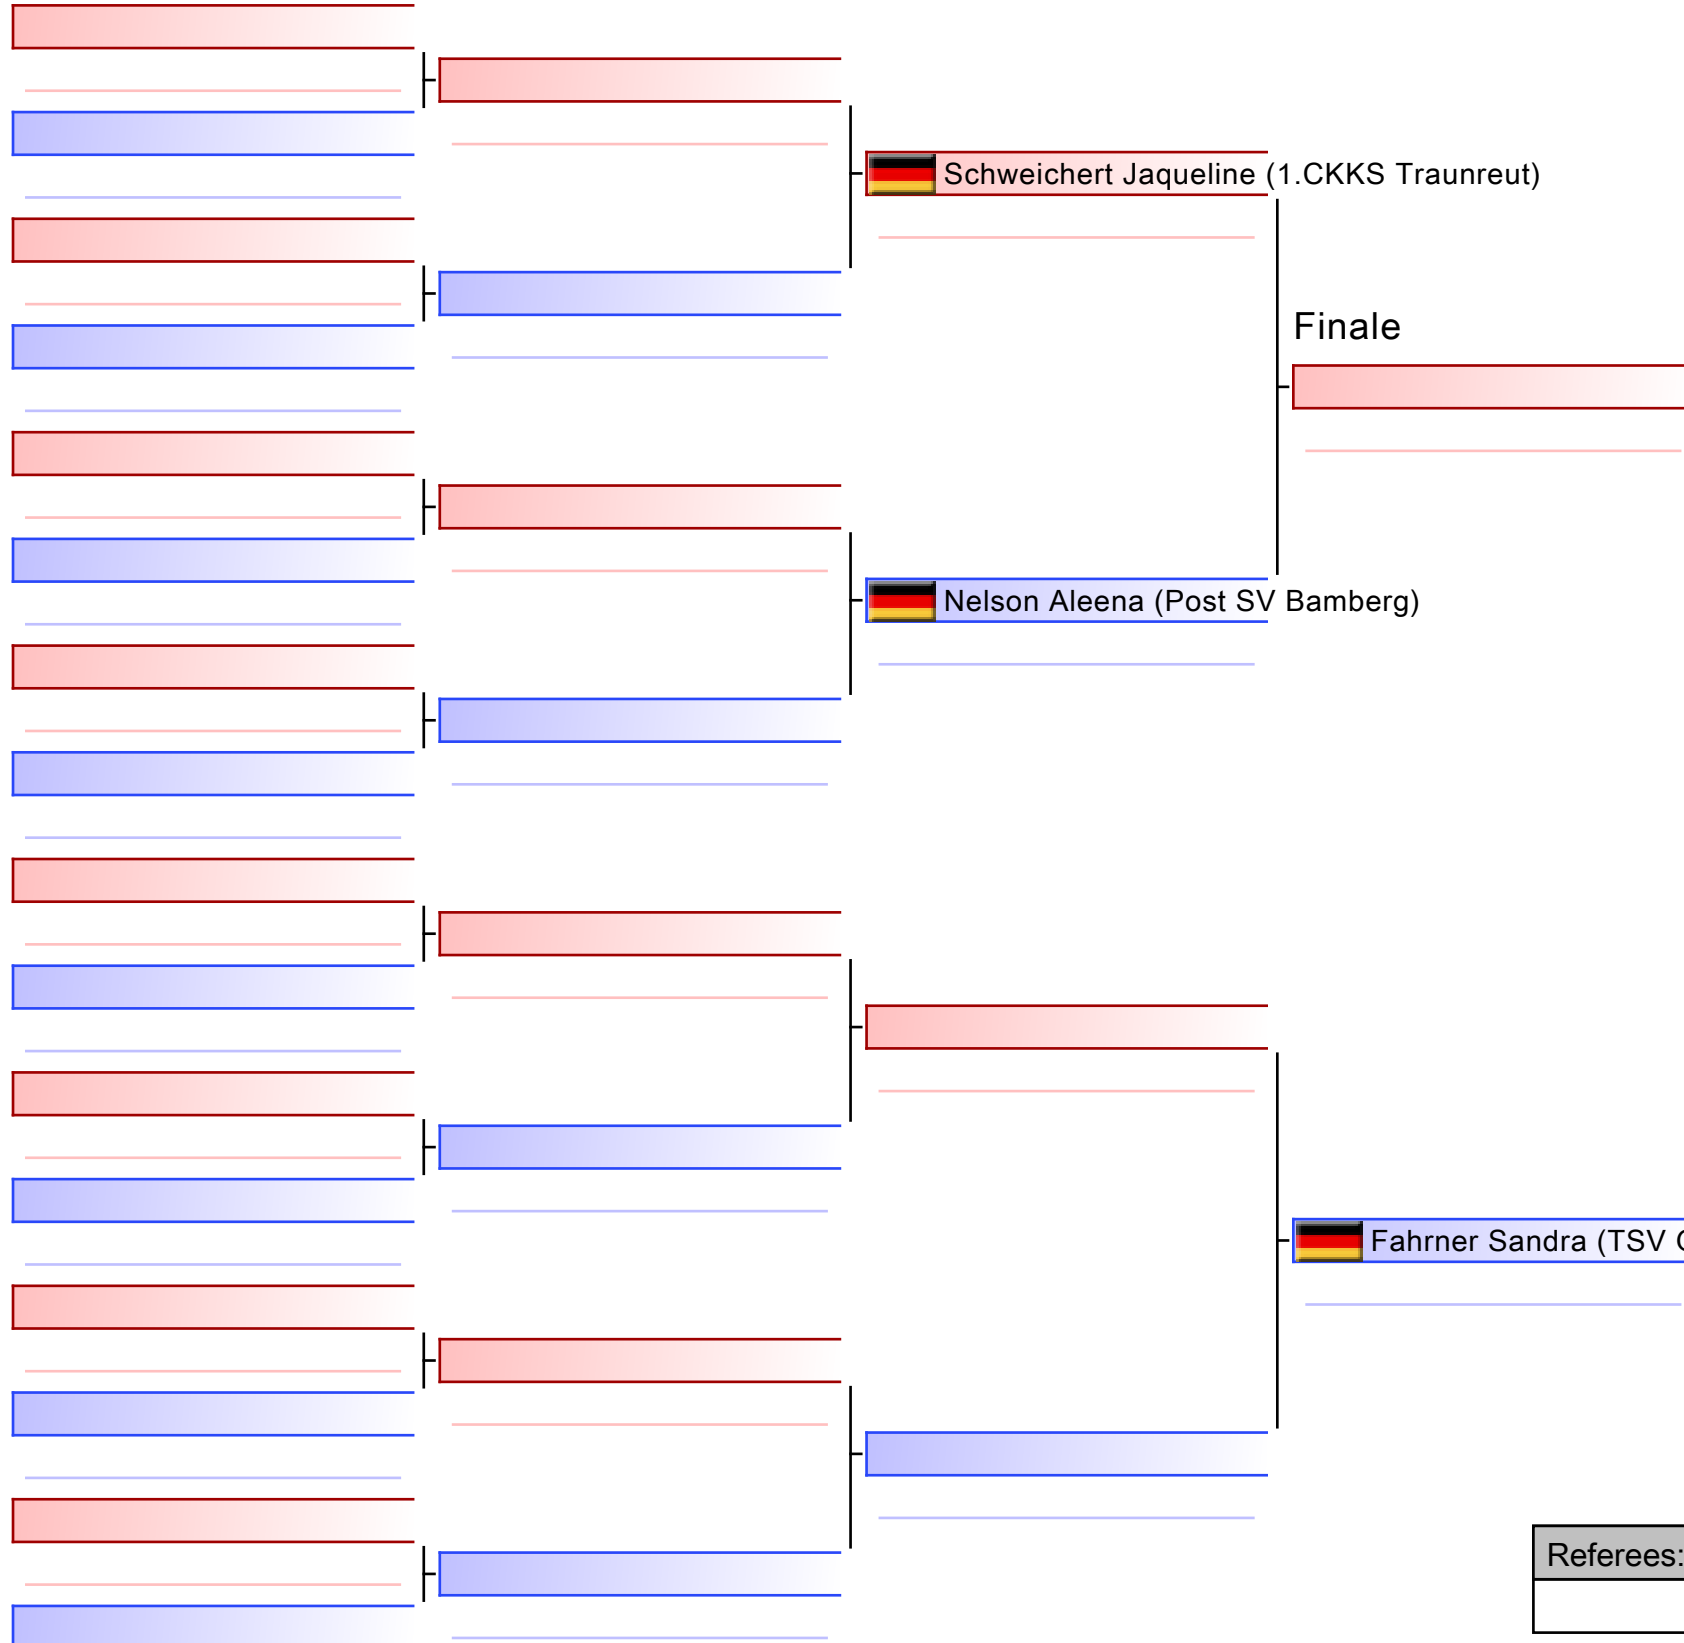 Schweichert Jaqueline (1.CKKS Traunreut)
Finale
Nelson Aleena (Post SV Bamberg)
Fahrner Sandra (TSV
Referees: